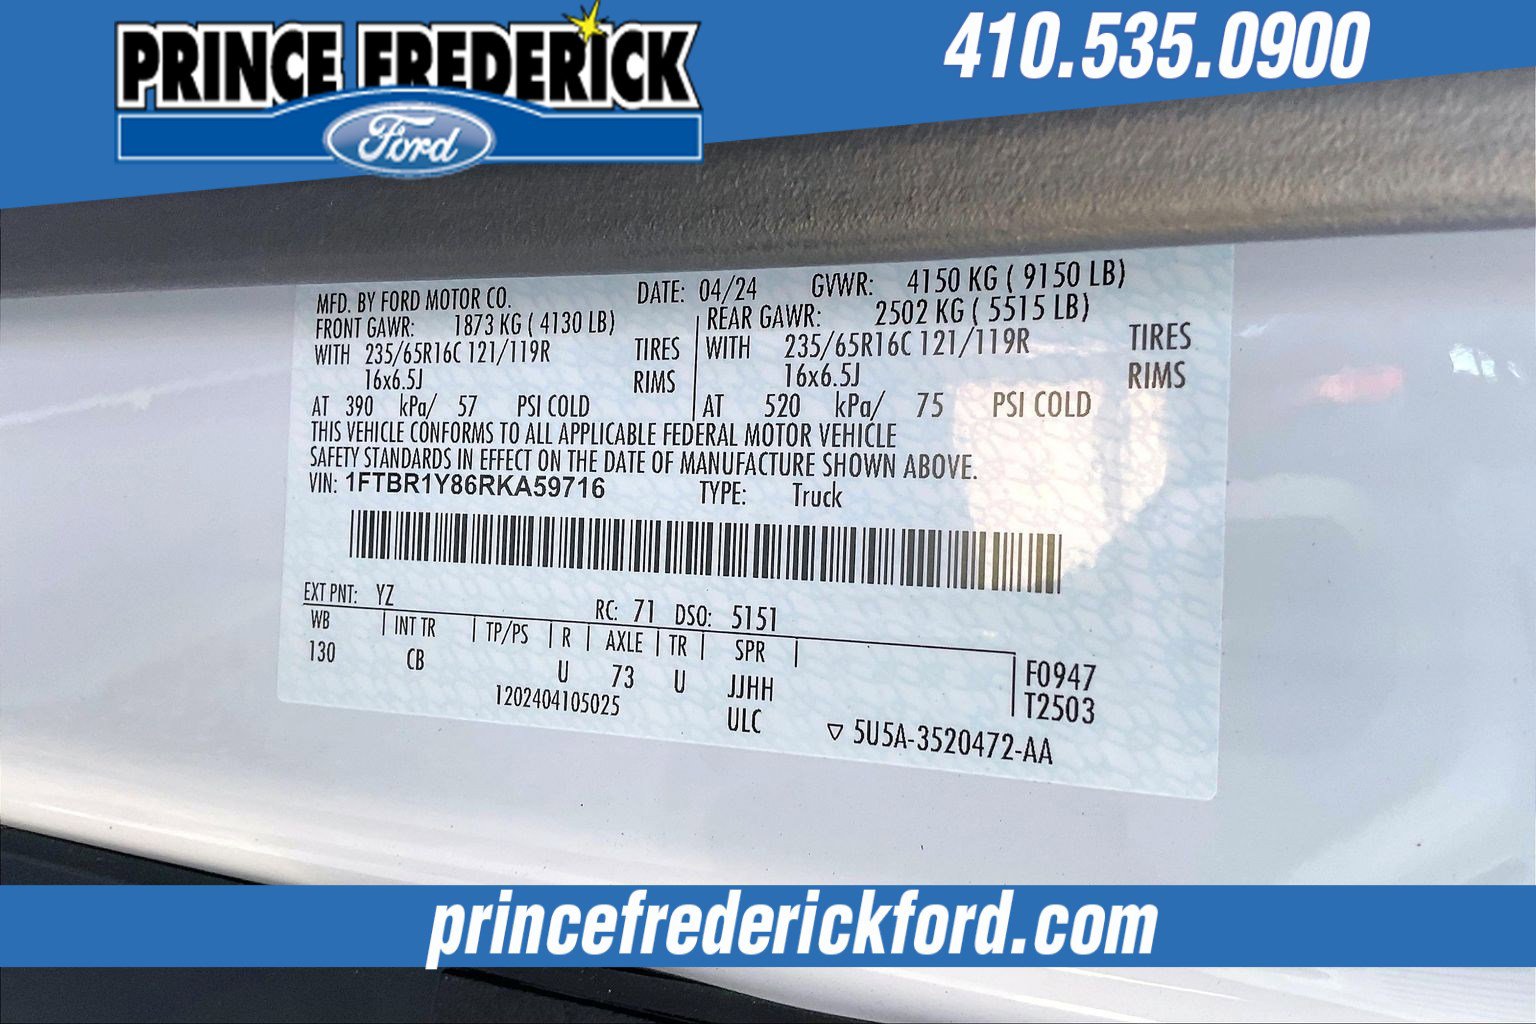 PRINCE FREDERICK
Ford
410.535.0900
MFD. BY FORD MOTOR CO. DATE: 04/24 GVWR: 4150 KG ( 9150 LB)
FRONT GAWR: 1873 KG ( 4130 LB) REAR GAWR: 2502 KG ( 5515 LB)
WITH 235/65R16C 121/119R TIRES WITH 235/65R16C 121/119R TIRES
16x6.5J RIMS 16x6.5J RIMS
AT 390 kPa/ 57 PSI COLD AT 520 kPa/ 75 PSI COLD
THIS VEHICLE CONFORMS TO ALL APPLICABLE FEDERAL MOTOR VEHICLE
SAFETY STANDARDS IN EFFECT ON THE DATE OF MANUFACTURE SHOWN ABOVE.
VIN: 1FTBR1Y86RKA59716 TYPE: Truck
EXT PNT: YZ RC: 71 DSO: 5151
WB INT TR TP/PS R AXLE TR SPR
130 CB U 73 U JJHH F0947
1202404105025 ULC T2503
▽ 5U5A-3520472-AA
princefrederickford.com